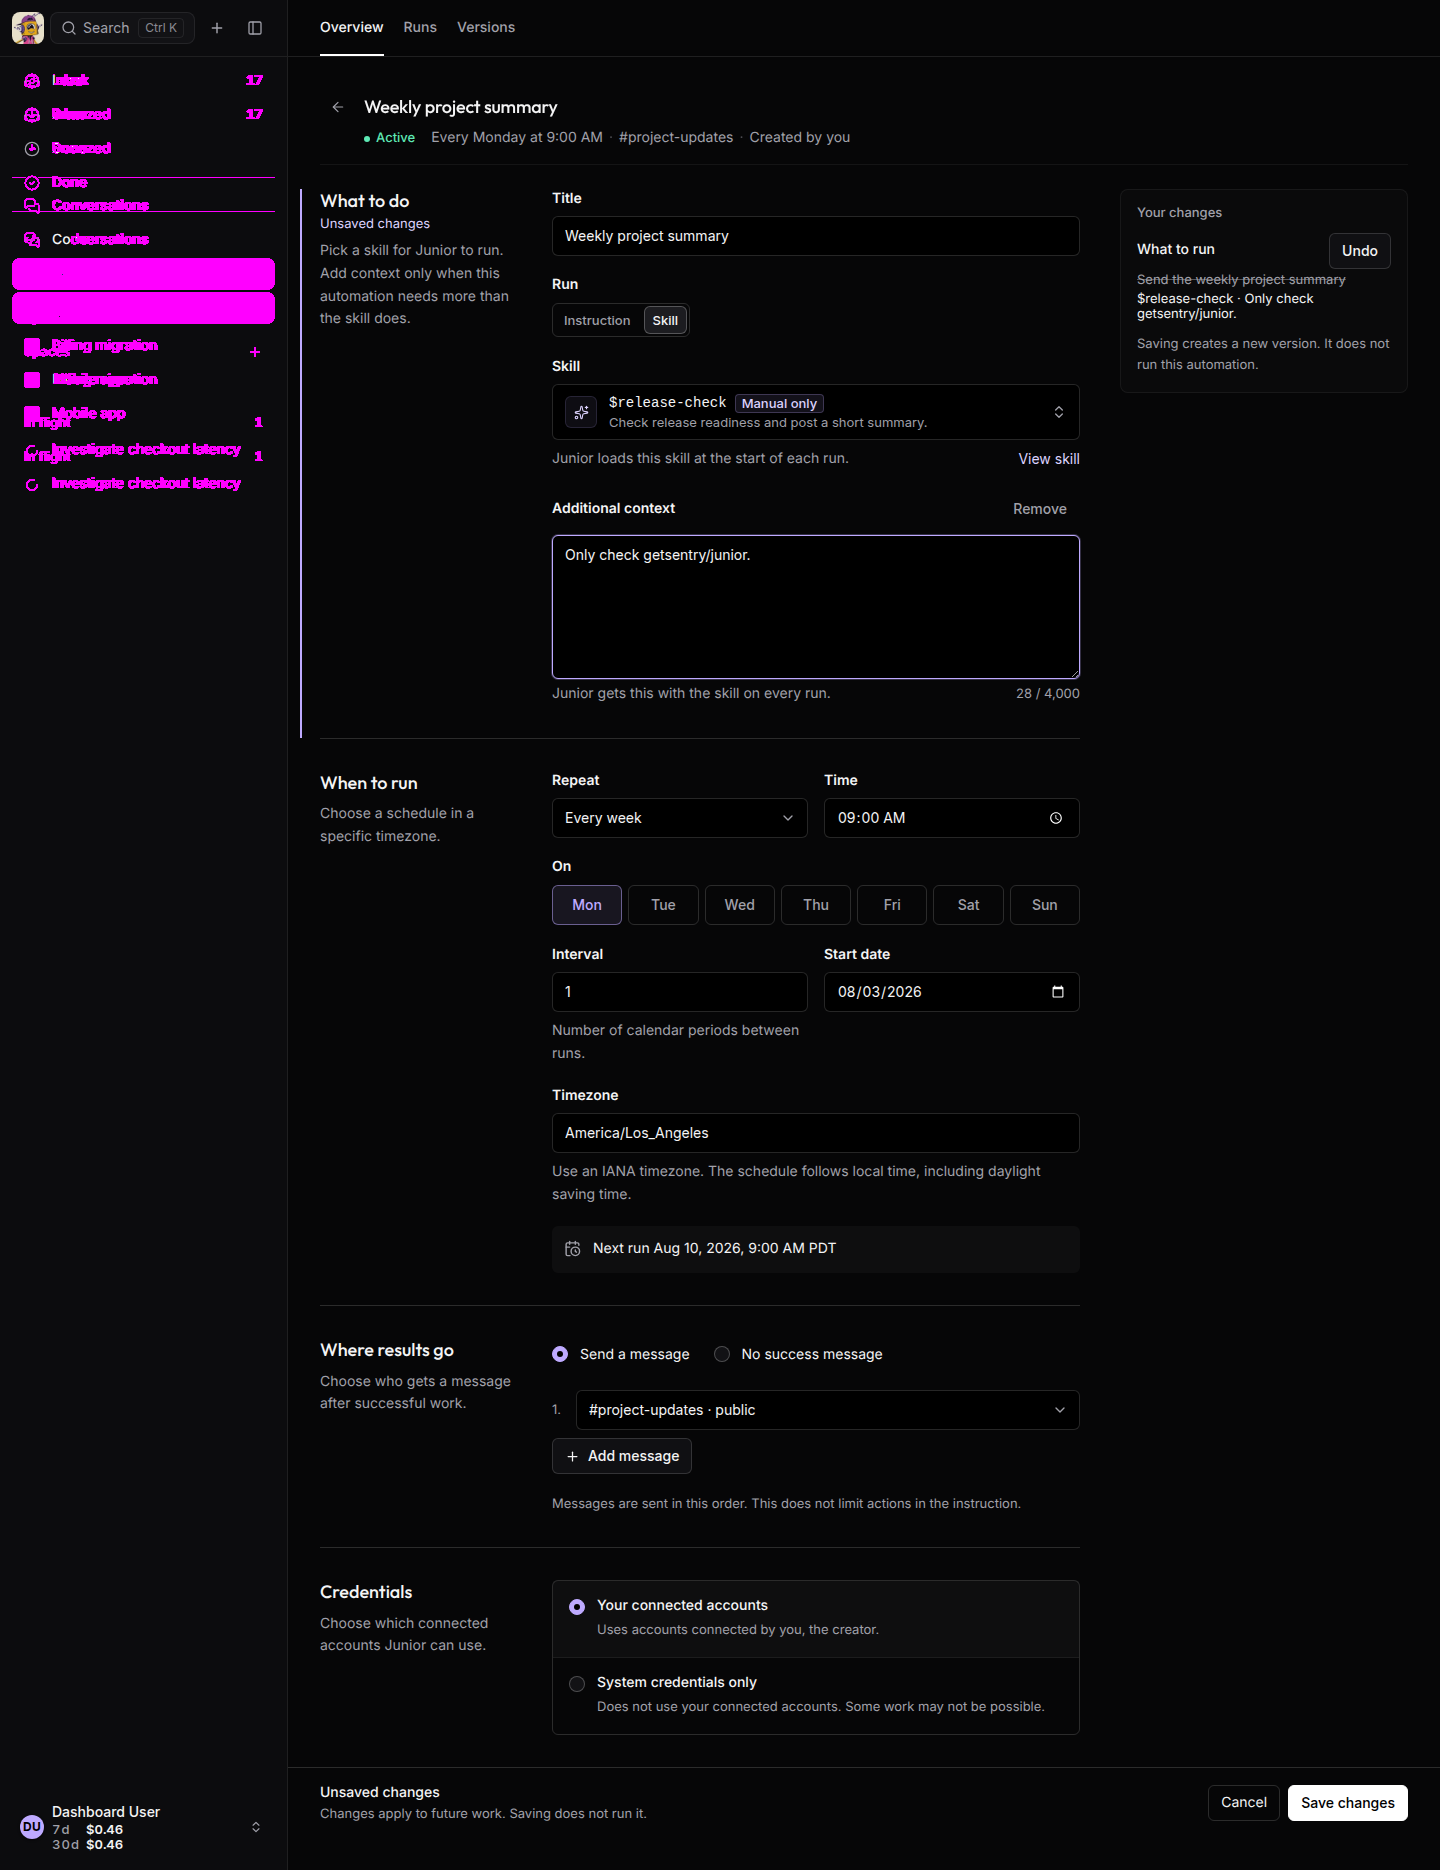 Search Ctrl K
Overview Runs Versions
17
17
Done
Conversations
Billing migration
Mobile app
In flight 1
Investigate checkout latency
In flight 1
Investigate checkout latency
Dashboard User
DU
7d $0.46
30d $0.46
Weekly project summary
Active Every Monday at 9:00 AM · #project-updates · Created by you
What to do
Unsaved changes
Pick a skill for Junior to run.
Add context only when this
automation needs more than
the skill does.
Title
Weekly project summary
Run
Instruction Skill
Skill
$release-check Manual only
Check release readiness and post a short summary.
Junior loads this skill at the start of each run. View skill
Additional context Remove
Only check getsentry/junior.
Junior gets this with the skill on every run. 28 / 4,000
Your changes
What to run Undo
Send the weekly project summary
$release-check · Only check
getsentry/junior.
Saving creates a new version. It does not
run this automation.
When to run
Choose a schedule in a
specific timezone.
Repeat Time
Every week 09:00 AM
On
Mon Tue Wed Thu Fri Sat Sun
Interval Start date
1 08/03/2026
Number of calendar periods between
runs.
Timezone
America/Los_Angeles
Use an IANA timezone. The schedule follows local time, including daylight
saving time.
Next run Aug 10, 2026, 9:00 AM PDT
Where results go
Choose who gets a message
after successful work.
Send a message No success message
1. #project-updates · public
Add message
Messages are sent in this order. This does not limit actions in the instruction.
Credentials
Choose which connected
accounts Junior can use.
Your connected accounts
Uses accounts connected by you, the creator.
System credentials only
Does not use your connected accounts. Some work may not be possible.
Unsaved changes
Changes apply to future work. Saving does not run it.
Cancel Save changes